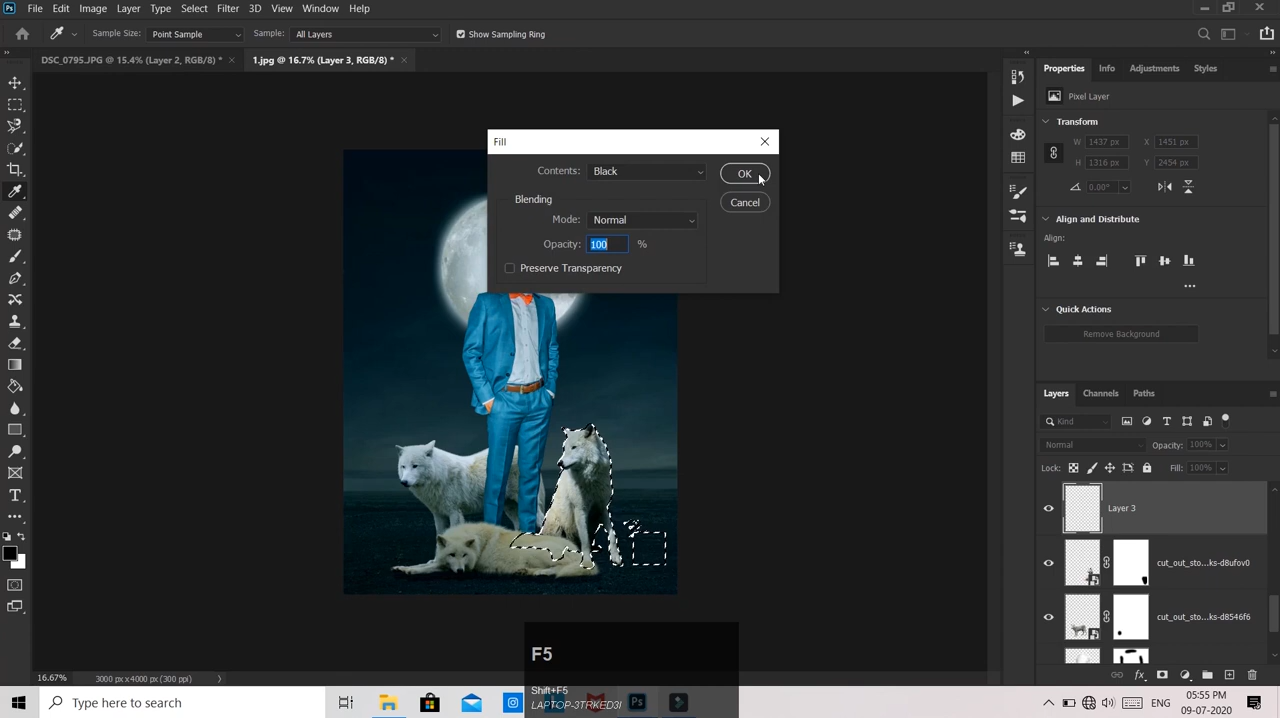 Ps File Edit Image Layer Type Select Filter 3D View Window Help
Sample Size: Point Sample Sample: All Layers Show Sampling Ring
DSC_0795.JPG @ 15.4% (Layer 2, RGB/8) * × 1.jpg @ 16.7% (Layer 3, RGB/8) * ×
Properties Info Adjustments Styles
Pixel Layer
Transform
W 1437 px X 1451 px
H 1316 px Y 2454 px
0.00°
Align and Distribute
Align:
Quick Actions
Remove Background
Fill
Contents: Black
OK
Blending
Cancel
Mode: Normal
Opacity: 100 %
Preserve Transparency
Layers Channels Paths
Kind
Normal Opacity: 100%
Lock: Fill: 100%
Layer 3
cut_out_sto...ks-d8ufov0
cut_out_sto...ks-d8546f6
fx
F5
Shift+F5
LAPTOP-3TRKED3I
16.67% 3000 px x 4000 px (300 ppi)
Type here to search
Ps
ENG
05:55 PM
09-07-2020